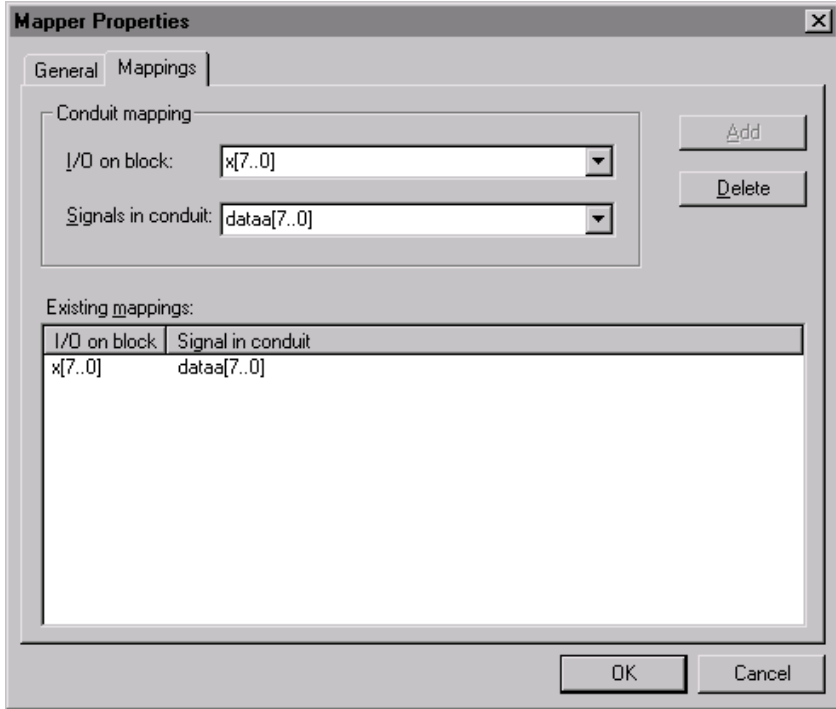 Mapper Properties
General Mappings
Conduit mapping
I/O on block: x[7..0]
Signals in conduit: dataa[7..0]
Add
Delete
Existing mappings:
I/O on block Signal in conduit
x[7..0] dataa[7..0]
OK Cancel